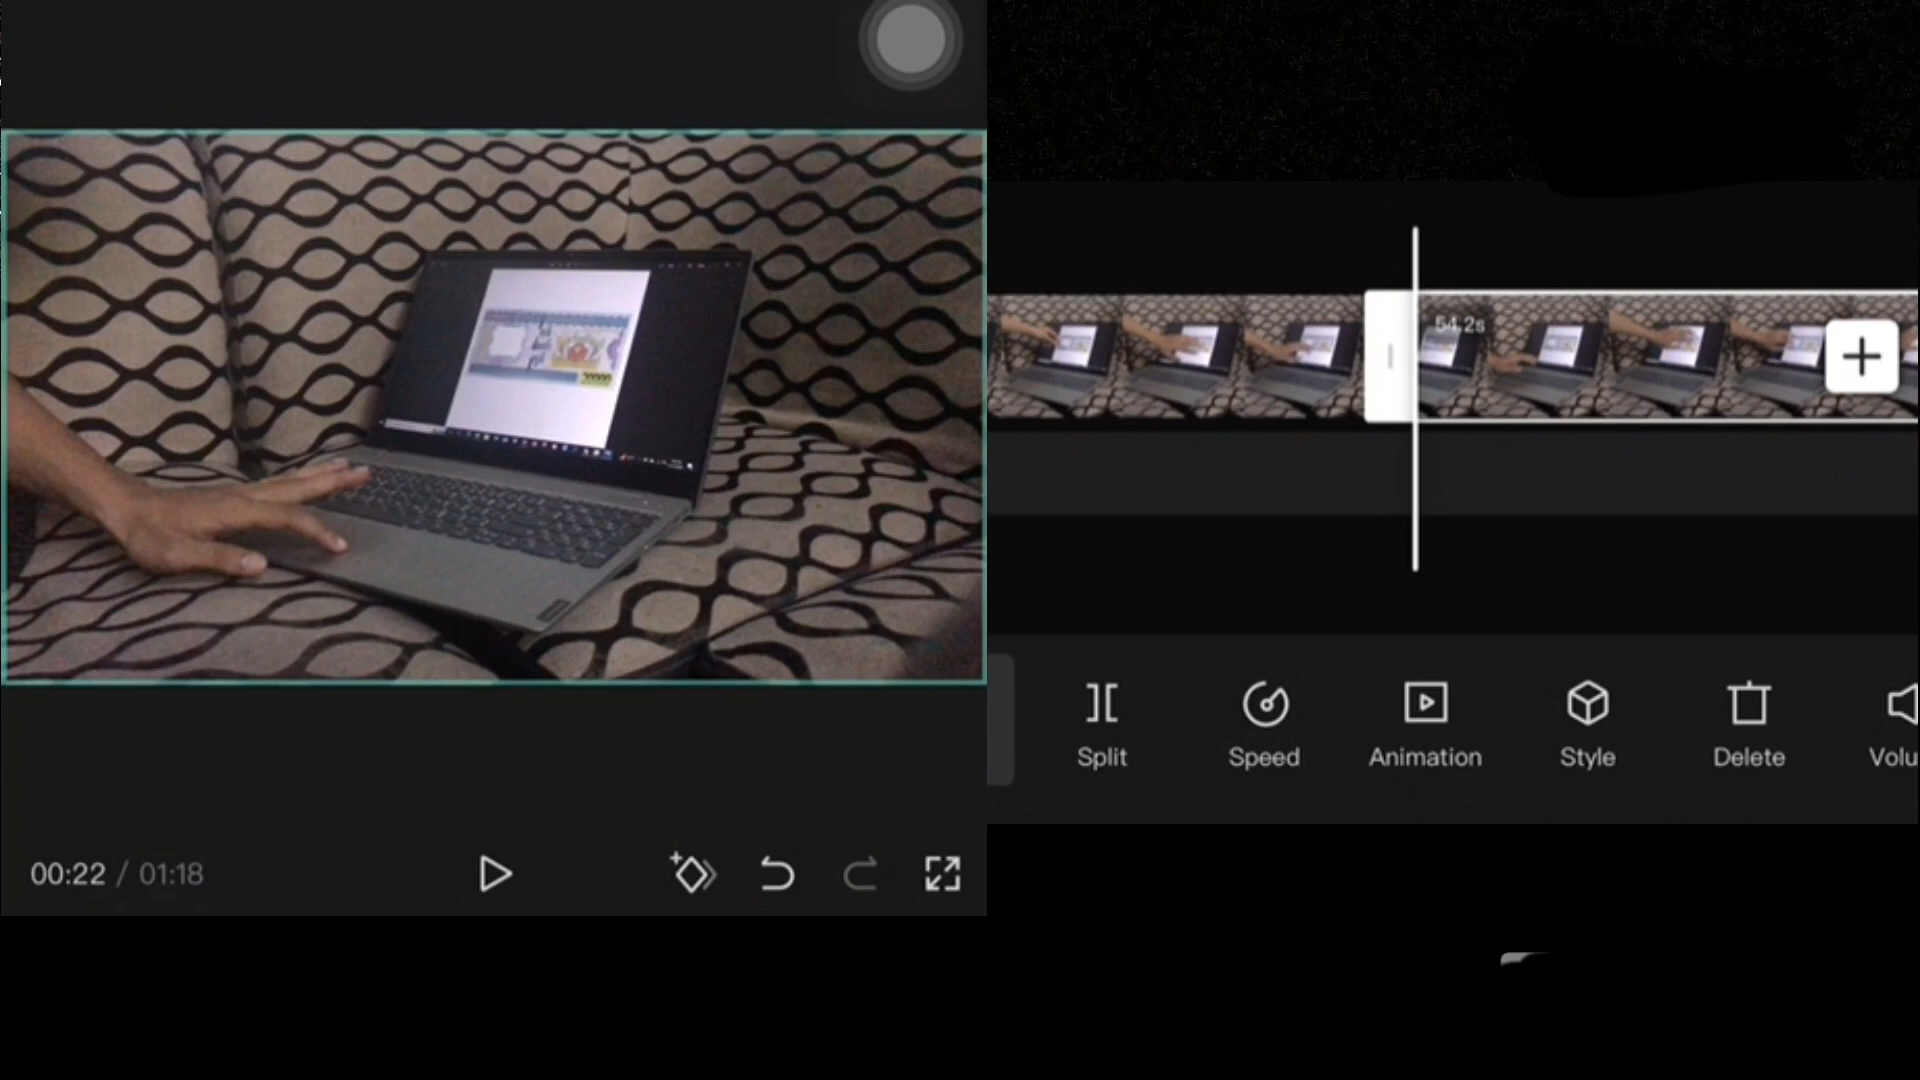 00:22 / 01:18
54.2s
Split
Speed
Animation
Style
Delete
Volu